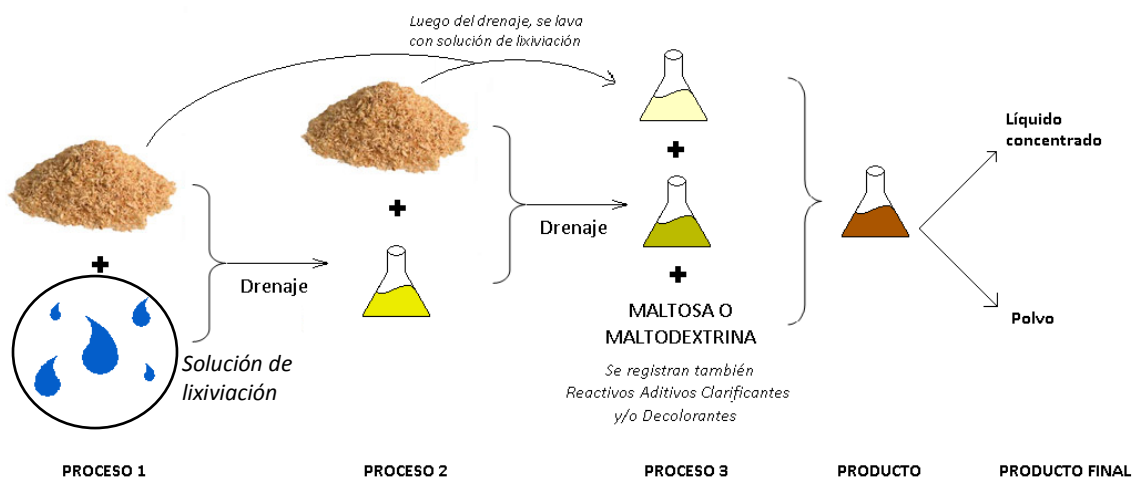 Luego del drenaje, se lava
con solución de lixiviación
Líquido
concentrado
Drenaje
Drenaje
MALTOSA O
MALTODEXTRINA
Polvo
Solución de
lixiviación
Se registran también
Reactivos Aditivos Clarificantes
y/o Decolorantes
PROCESO 1
PROCESO 2
PROCESO 3
PRODUCTO
PRODUCTO FINAL